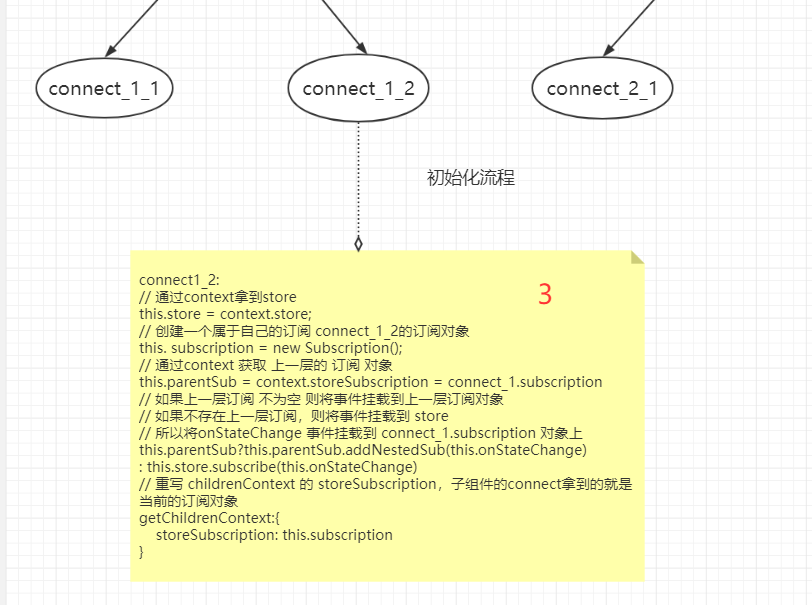 connect_1_1
connect_1_2
connect_2_1
初始化流程
3
connect1_2:
// 通过context拿到store
this.store = context.store;
// 创建一个属于自己的订阅 connect_1_2的订阅对象
this. subscription = new Subscription();
// 通过context 获取 上一层的 订阅 对象
this.parentSub = context.storeSubscription = connect_1.subscription
// 如果上一层订阅 不为空 则将事件挂载到上一层订阅对象
// 如果不存在上一层订阅，则将事件挂载到 store
// 所以将onStateChange 事件挂载到 connect_1.subscription 对象上
this.parentSub?this.parentSub.addNestedSub(this.onStateChange)
: this.store.subscribe(this.onStateChange)
// 重写 childrenContext 的 storeSubscription，子组件的connect拿到的就是
当前的订阅对象
getChildrenContext:{
    storeSubscription: this.subscription
}